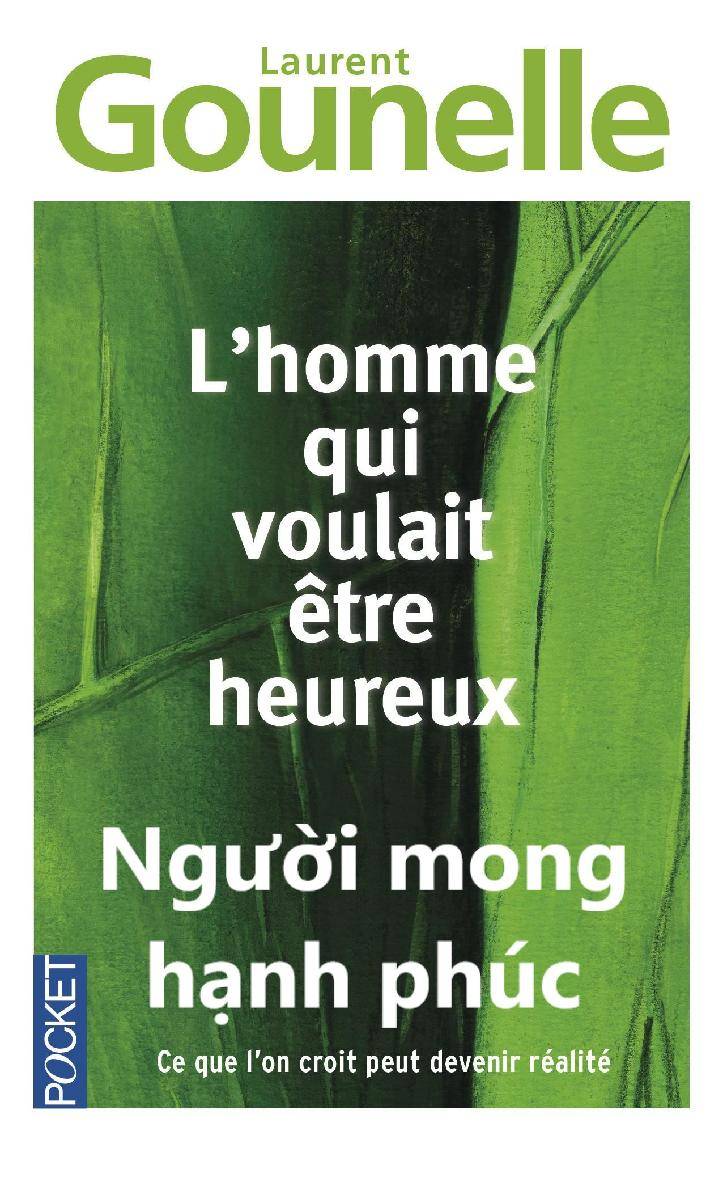 Laurent
Gounelle
L'homme
qui
voulait
être
heureux
Người mong
hạnh phúc
Ce que l'on croit peut devenir réalité
POCKET